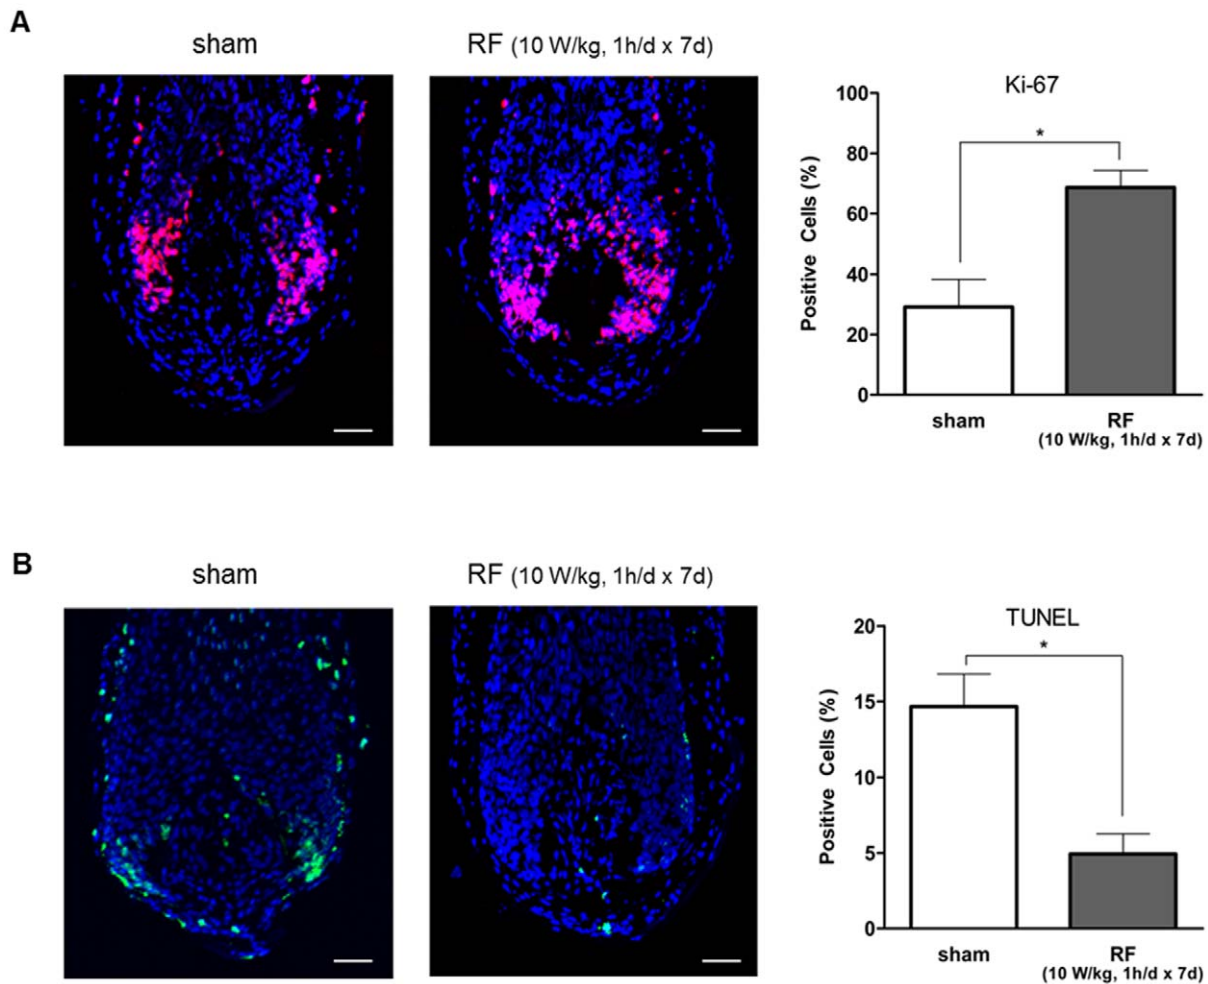 A
sham
RF (10 W/kg, 1h/d x 7d)
Ki-67
*
Positive Cells (%)
100
80
60
40
20
0
sham
RF
(10 W/kg, 1h/d x 7d)
B
sham
RF (10 W/kg, 1h/d x 7d)
TUNEL
*
Positive Cells (%)
20
15
10
5
0
sham
RF
(10 W/kg, 1h/d x 7d)